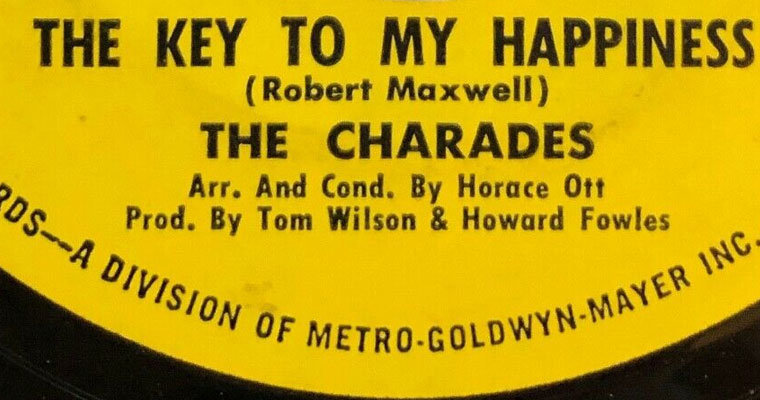 THE KEY TO MY HAPPINESS
(Robert Maxwell)
THE CHARADES
Arr. And Cond. By Horace Ott
Prod. By Tom Wilson & Howard Fowles
RDS—A DIVISION OF METRO-GOLDWYN-MAYER INC.